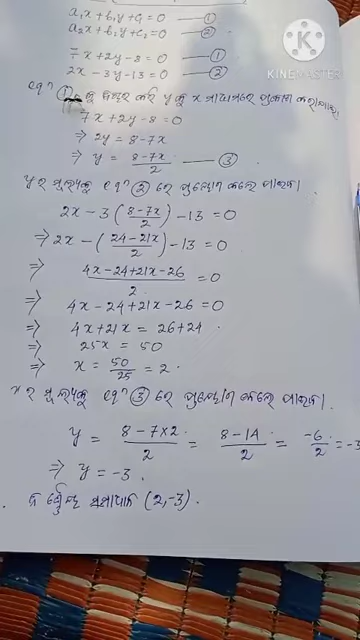 a₁x + b₁y + c₁ = 0 —— ①
a₂x + b₂y + c₂ = 0 —— ②
7x + 2y - 8 = 0 —— ①
2x - 3y - 13 = 0 —— ②
KINEMASTER
eqⁿ ① କୁ ବିଚାର କରି y କୁ x ମାଧ୍ୟମରେ ପ୍ରକାଶ କରାଯାଉ।
7x + 2y - 8 = 0
⇒ 2y = 8 - 7x
⇒ y = (8 - 7x)/2 —— ③
y ର ମୂଲ୍ୟକୁ eqⁿ ② ରେ ପ୍ରୟୋଗ କଲେ ପାଇବା।
2x - 3((8 - 7x)/2) - 13 = 0
⇒ 2x - ((24 - 21x)/2) - 13 = 0
⇒ (4x - 24 + 21x - 26)/2 = 0
⇒ 4x - 24 + 21x - 26 = 0
⇒ 4x + 21x = 26 + 24
⇒ 25x = 50
⇒ x = 50/25 = 2.
x ର ମୂଲ୍ୟକୁ eqⁿ ③ ରେ ପ୍ରୟୋଗ କଲେ ପାଇବା।
y = (8 - 7×2)/2 = (8 - 14)/2 = -6/2 = -3
⇒ y = -3.
ସମାଧାନ (2, -3).